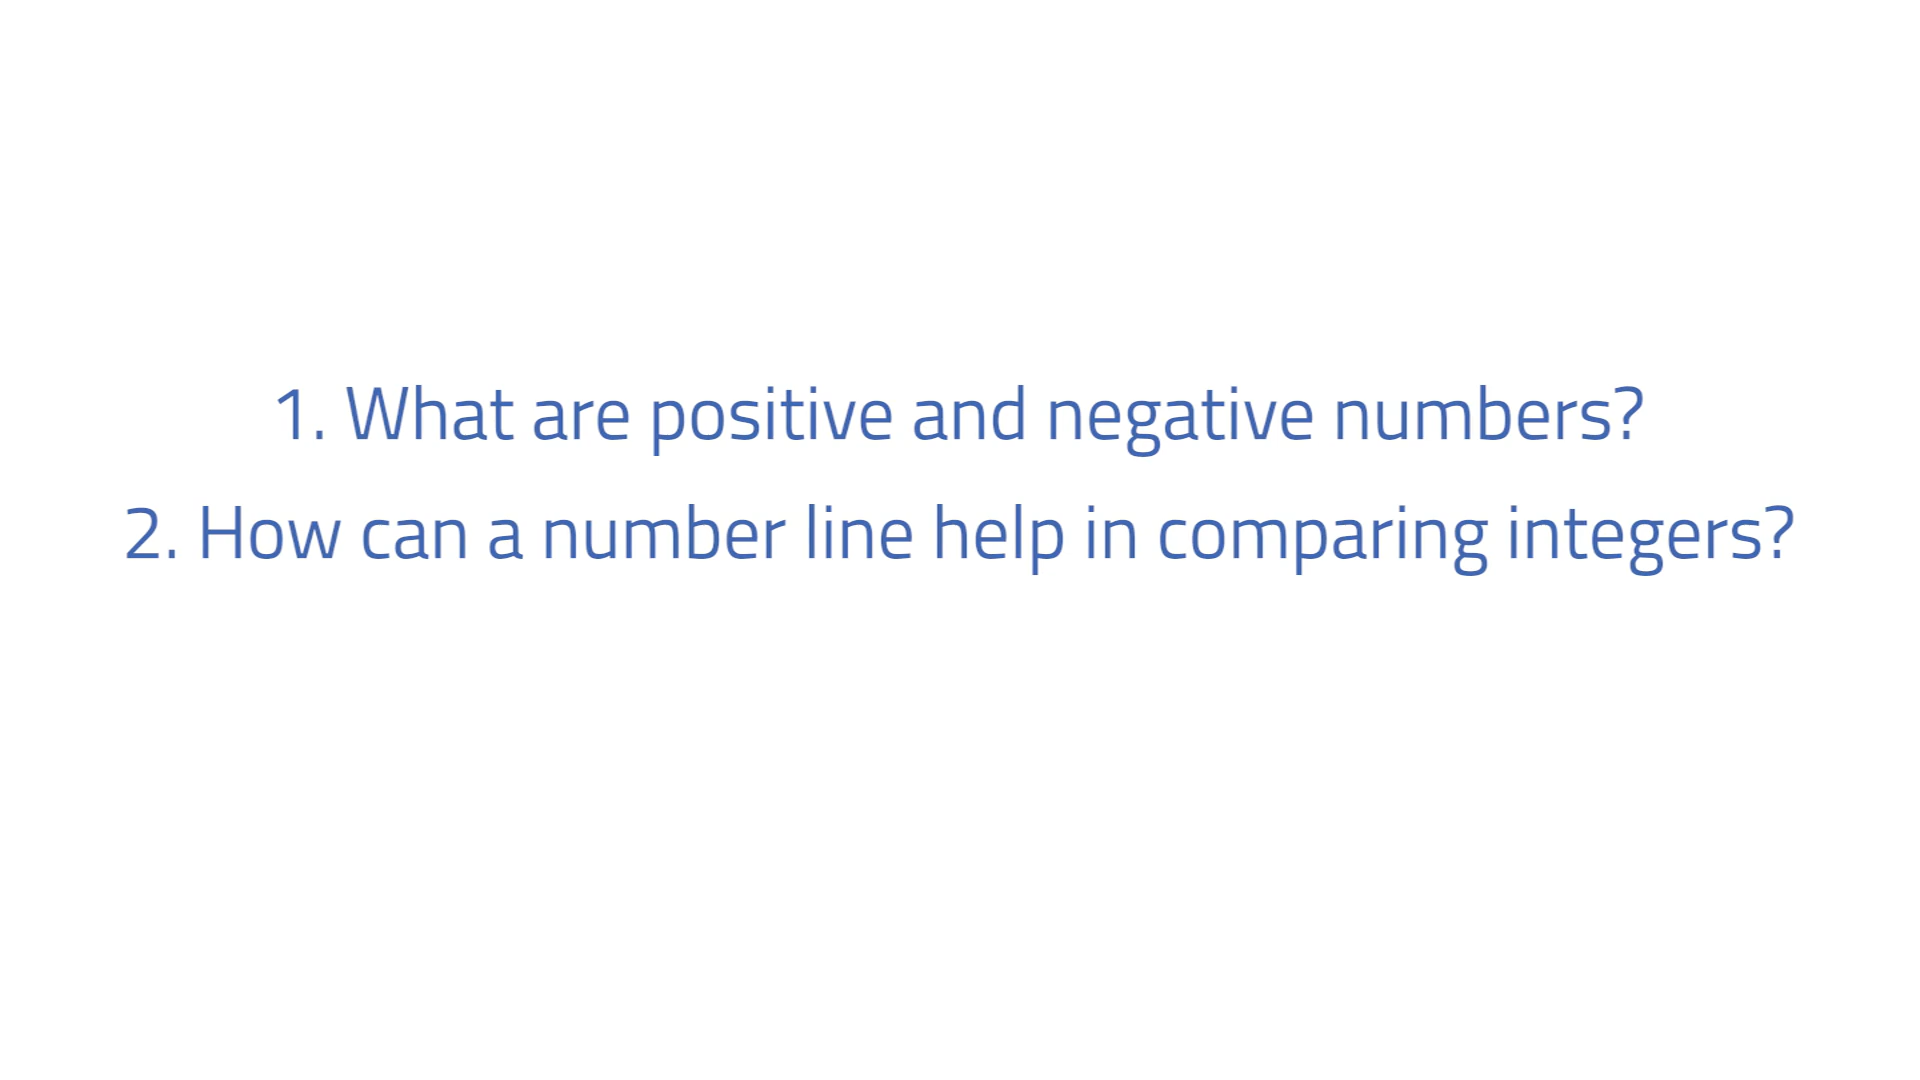 1. What are positive and negative numbers?
2. How can a number line help in comparing integers?